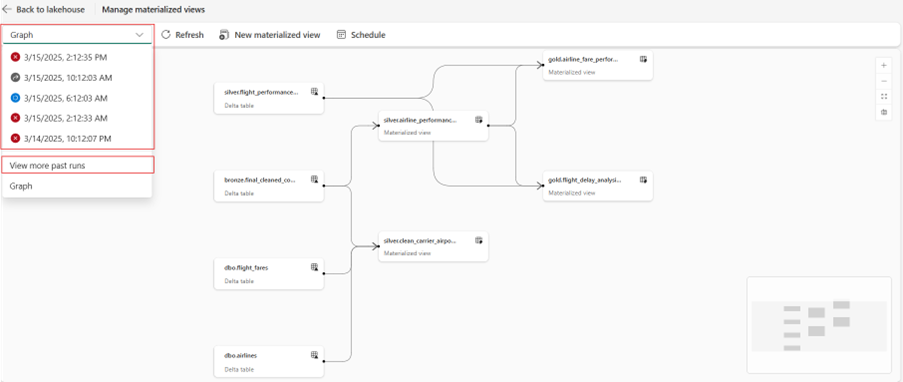 Back to lakehouse
Manage materialized views
Graph
Refresh
New materialized view
Schedule
3/15/2025, 2:12:35 PM
3/15/2025, 10:12:03 AM
3/15/2025, 6:12:03 AM
3/15/2025, 2:12:33 AM
3/14/2025, 10:12:07 PM
View more past runs
Graph
silver.flight_performance...
Delta table
bronze.final_cleaned_co...
Delta table
dbo.flight_fares
Delta table
dbo.airlines
Delta table
silver.airline_performanc...
Materialized view
silver.clean_carrier_airpo...
Materialized view
gold.airline_fare_perfor...
Materialized view
gold.flight_delay_analysi...
Materialized view